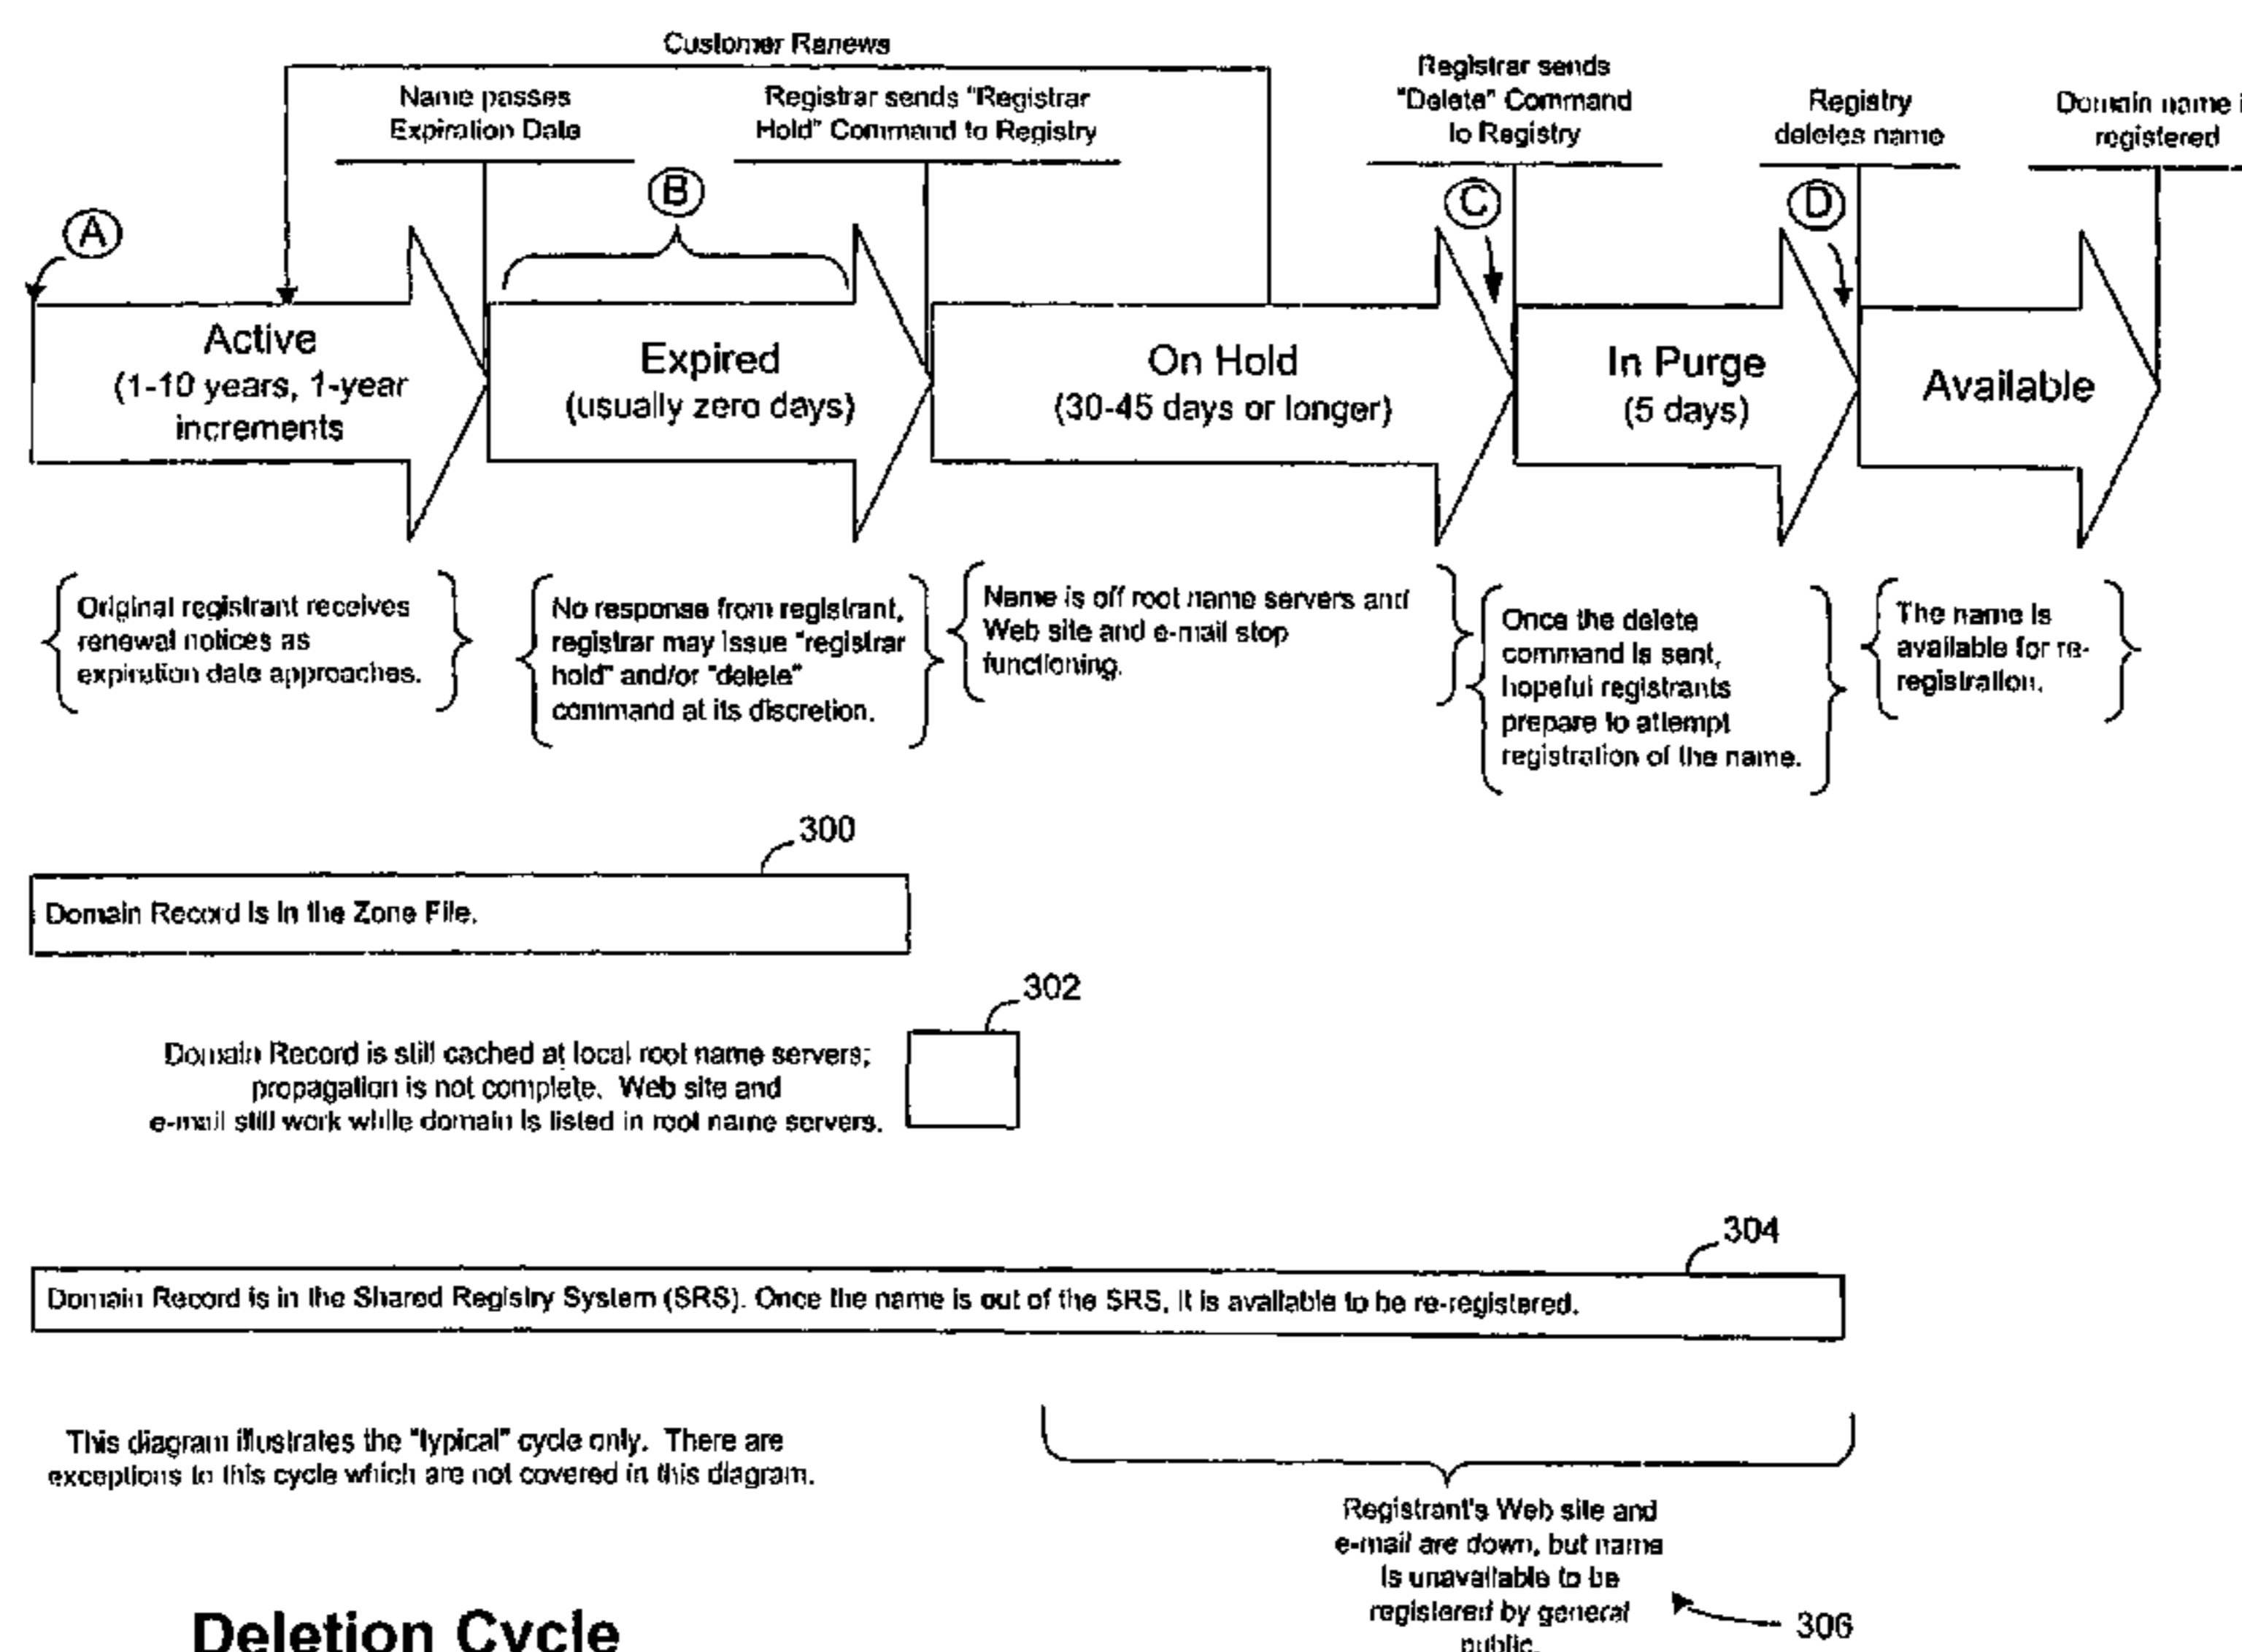 Customer Renews
Name passes
Expiration Date
Registrar sends "Registrar
Hold" Command to Registry
Registrar sends
"Delete" Command
to Registry
Registry
deletes name
Domain name i
registered
A
B
C
D
Active
(1-10 years, 1-year
increments
Expired
(usually zero days)
On Hold
(30-45 days or longer)
In Purge
(5 days)
Available
Original registrant receives
renewal notices as
expiration date approaches.
No response from registrant,
registrar may issue "registrar
hold" and/or "delete"
command at its discretion.
Name is off root name servers and
Web site and e-mail stop
functioning.
Once the delete
command is sent,
hopeful registrants
prepare to attempt
registration of the name.
The name is
available for re-
registration.
300
Domain Record is in the Zone File.
302
Domain Record is still cached at local root name servers;
propagation is not complete. Web site and
e-mail still work while domain is listed in root name servers.
304
Domain Record is in the Shared Registry System (SRS). Once the name is out of the SRS, it is available to be re-registered.
This diagram illustrates the "typical" cycle only. There are
exceptions to this cycle which are not covered in this diagram.
Registrant's Web site and
e-mail are down, but name
is unavailable to be
registered by general
public.
306
Deletion Cycle